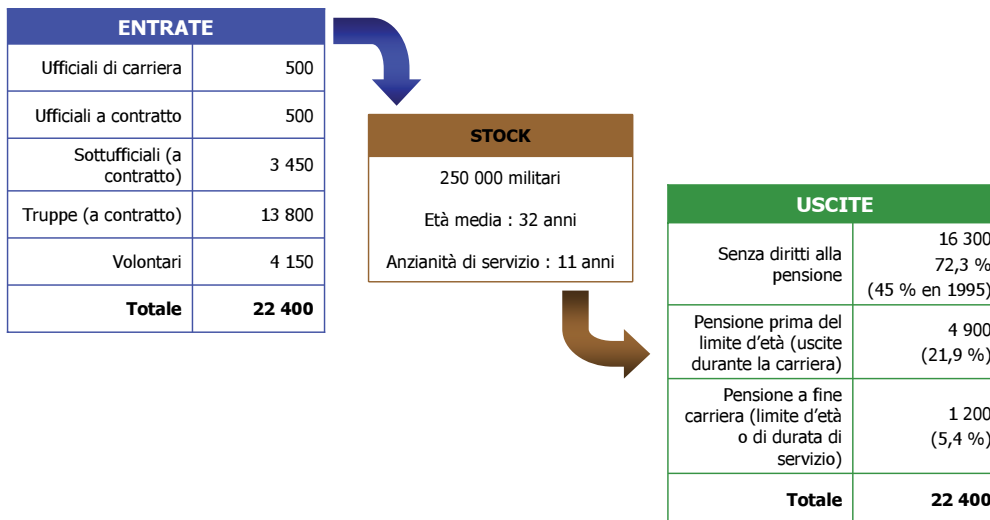 ENTRATE
Ufficiali di carriera 500
Ufficiali a contratto 500
Sottufficiali (a
contratto) 3 450
Truppe (a contratto) 13 800
Volontari 4 150
Totale 22 400
STOCK
250 000 militari
Età media : 32 anni
Anzianità di servizio : 11 anni
USCITE
Senza diritti alla
pensione
16 300
72,3 %
(45 % en 1995)
Pensione prima del
limite d'età (uscite
durante la carriera)
4 900
(21,9 %)
Pensione a fine
carriera (limite d'età
o di durata di
servizio)
1 200
(5,4 %)
Totale 22 400